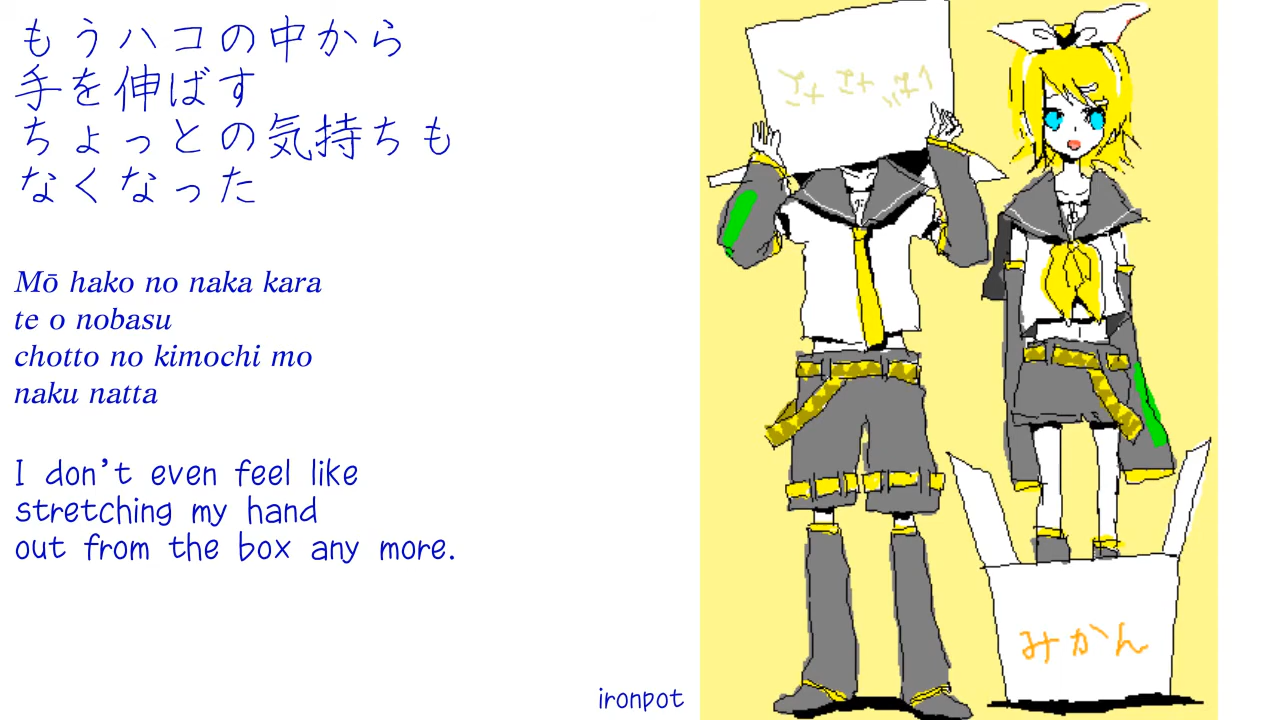 もうハコの中から
手を伸ばす
ちょっとの気持ちも
なくなった
Mō hako no naka kara
te o nobasu
chotto no kimochi mo
naku natta
I don't even feel like
stretching my hand
out from the box any more.
ironpot
みかん